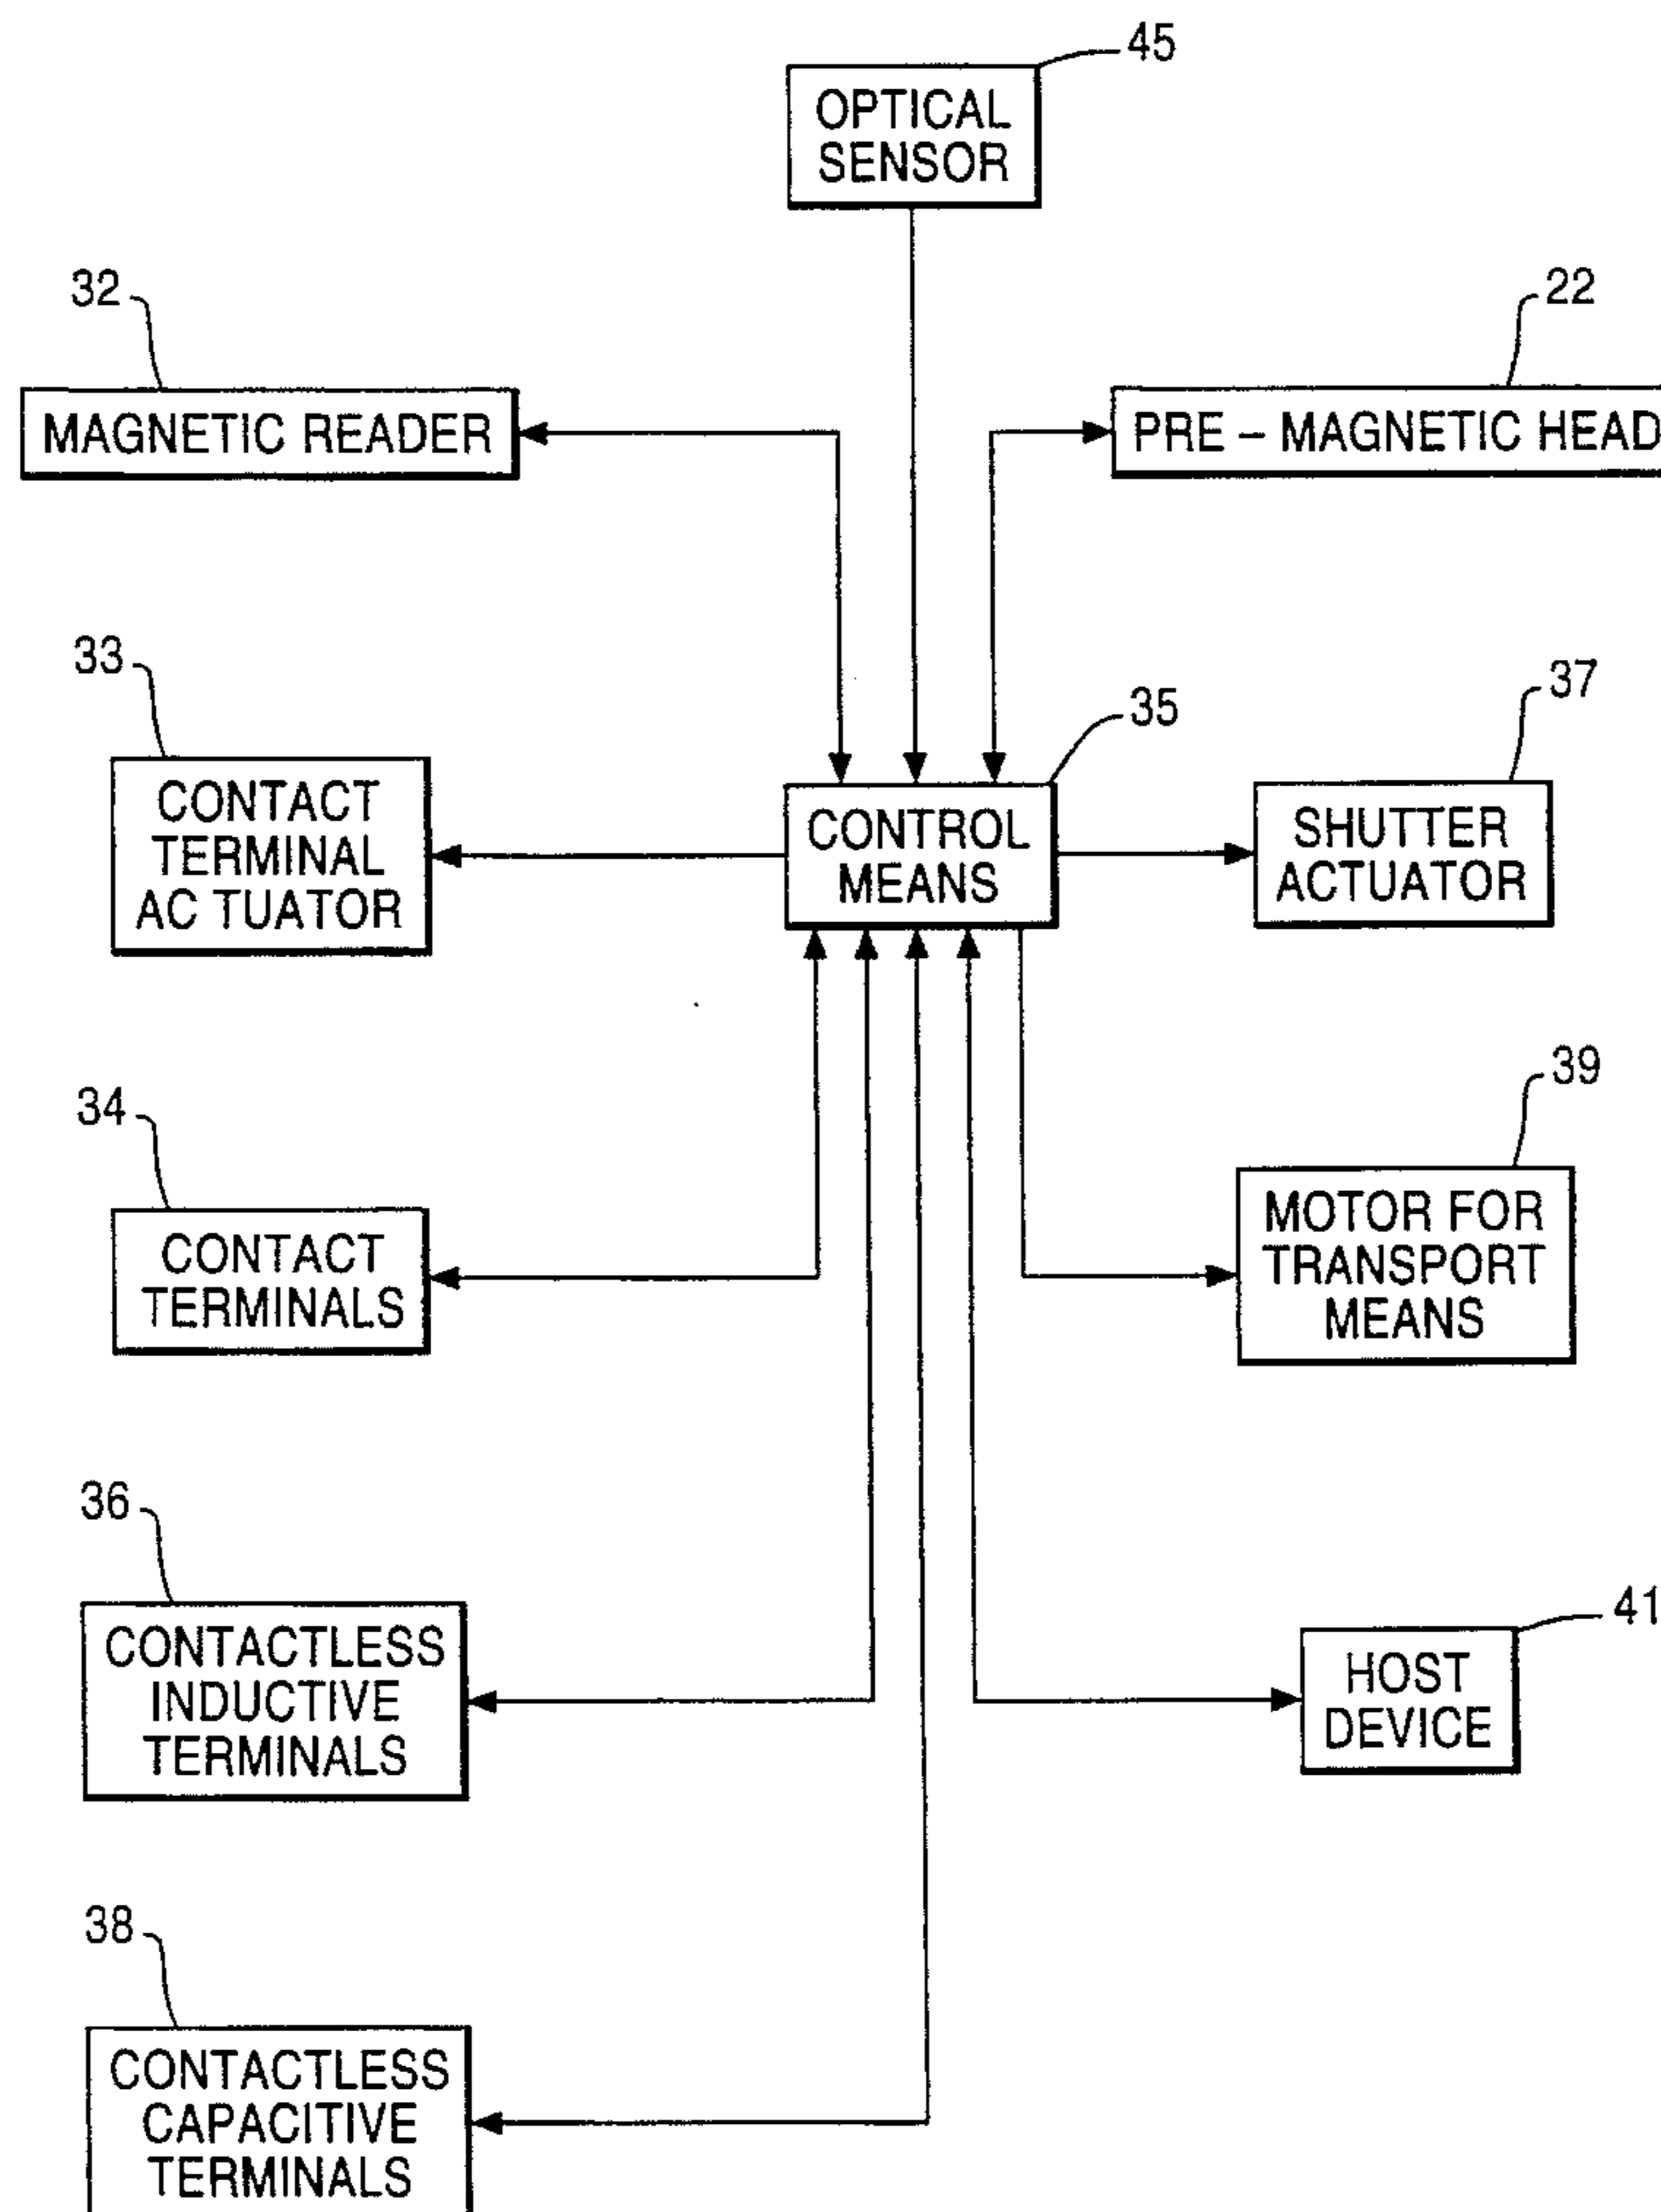 45
OPTICAL
SENSOR
32
MAGNETIC READER
22
PRE – MAGNETIC HEAD
33
CONTACT
TERMINAL
AC TUATOR
35
CONTROL
MEANS
37
SHUTTER
ACTUATOR
34
CONTACT
TERMINALS
39
MOTOR FOR
TRANSPORT
MEANS
36
CONTACTLESS
INDUCTIVE
TERMINALS
41
HOST
DEVICE
38
CONTACTLESS
CAPACITIVE
TERMINALS